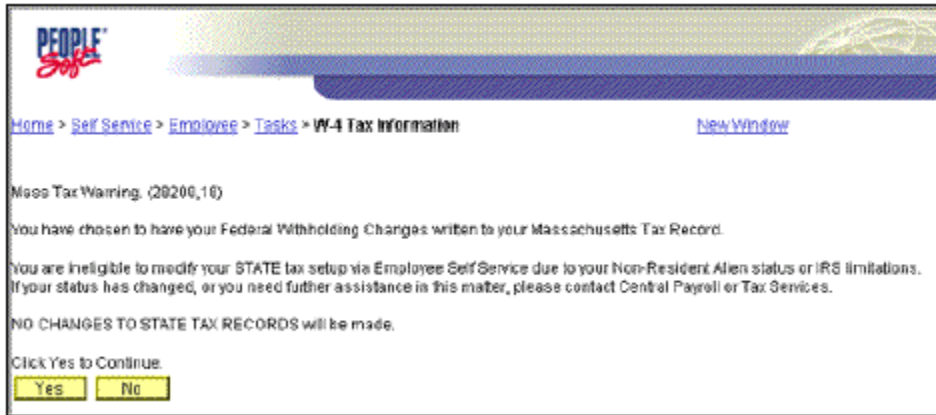 PEOPLE
Soft
Home > Self Service > Employee > Tasks > W-4 Tax Information New Window
Mass Tax Warning. (28200,18)
You have chosen to have your Federal Withholding Changes written to your Massachusetts Tax Record.
You are ineligible to modify your STATE tax setup via Employee Self Service due to your Non-Resident Alien status or IRS limitations.
If your status has changed, or you need further assistance in this matter, please contact Central Payroll or Tax Services.
NO CHANGES TO STATE TAX RECORDS will be made.
Click Yes to Continue.
Yes No